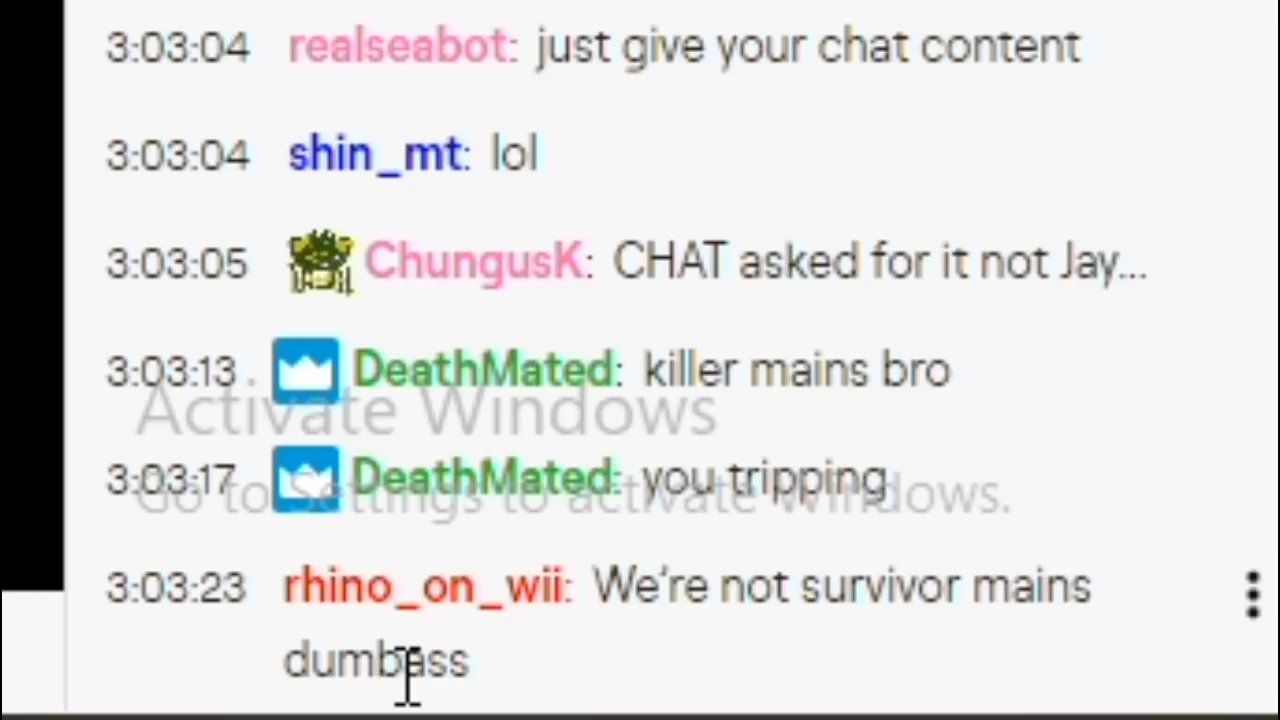 3:03:04 realseabot: just give your chat content
3:03:04 shin_mt: lol
3:03:05 ChungusK: CHAT asked for it not Jay...
3:03:13 DeathMated: killer mains bro
Activate Windows
3:03:17 DeathMated: you tripping
Go to Settings to activate Windows.
3:03:23 rhino_on_wii: We're not survivor mains
dumbass